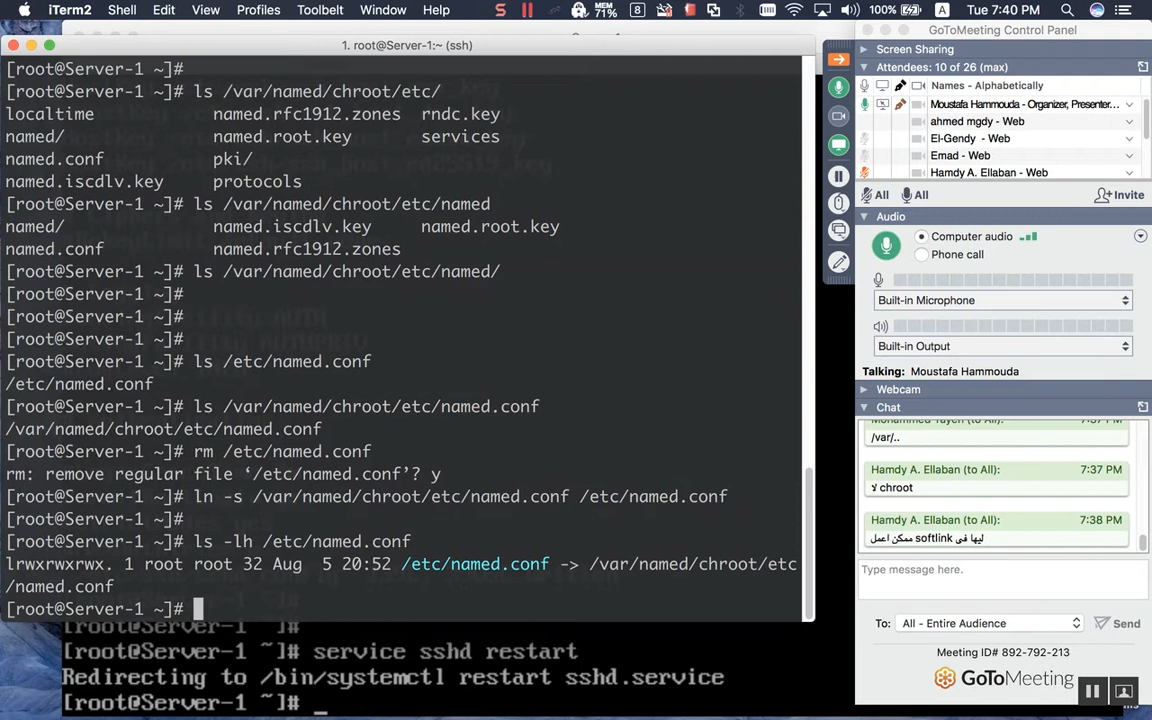 iTerm2 Shell Edit View Profiles Toolbelt Window Help MEM 71% 8 100% A Tue 7:40 PM
1. root@Server-1:~ (ssh)
[root@Server-1 ~]#
[root@Server-1 ~]# ls /var/named/chroot/etc/
localtime named.rfc1912.zones rndc.key
named/ named.root.key services
named.conf pki/
named.iscdlv.key protocols
[root@Server-1 ~]# ls /var/named/chroot/etc/named
named/ named.iscdlv.key named.root.key
named.conf named.rfc1912.zones
[root@Server-1 ~]# ls /var/named/chroot/etc/named/
[root@Server-1 ~]#
[root@Server-1 ~]#
[root@Server-1 ~]#
[root@Server-1 ~]# ls /etc/named.conf
/etc/named.conf
[root@Server-1 ~]# ls /var/named/chroot/etc/named.conf
/var/named/chroot/etc/named.conf
[root@Server-1 ~]# rm /etc/named.conf
rm: remove regular file ‘/etc/named.conf’? y
[root@Server-1 ~]# ln -s /var/named/chroot/etc/named.conf /etc/named.conf
[root@Server-1 ~]#
[root@Server-1 ~]# ls -lh /etc/named.conf
lrwxrwxrwx. 1 root root 32 Aug 5 20:52 /etc/named.conf -> /var/named/chroot/etc
/named.conf
[root@Server-1 ~]#
[root@Server-1 ~]#
[root@Server-1 ~]# service sshd restart
Redirecting to /bin/systemctl restart sshd.service
[root@Server-1 ~]# _
GoToMeeting Control Panel
Screen Sharing
Attendees: 10 of 26 (max)
Names - Alphabetically
Moustafa Hammouda - Organizer, Presenter...
ahmed mgdy - Web
El-Gendy - Web
Emad - Web
Hamdy A. Ellaban - Web
All All Invite
Audio
Computer audio
Phone call
Built-in Microphone
Built-in Output
Talking: Moustafa Hammouda
Webcam
Chat
/var/..
Hamdy A. Ellaban (to All): 7:37 PM
لا chroot
Hamdy A. Ellaban (to All): 7:38 PM
ليها فى softlink ممكن اعمل
Type message here.
To: All - Entire Audience Send
Meeting ID# 892-792-213
GoToMeeting